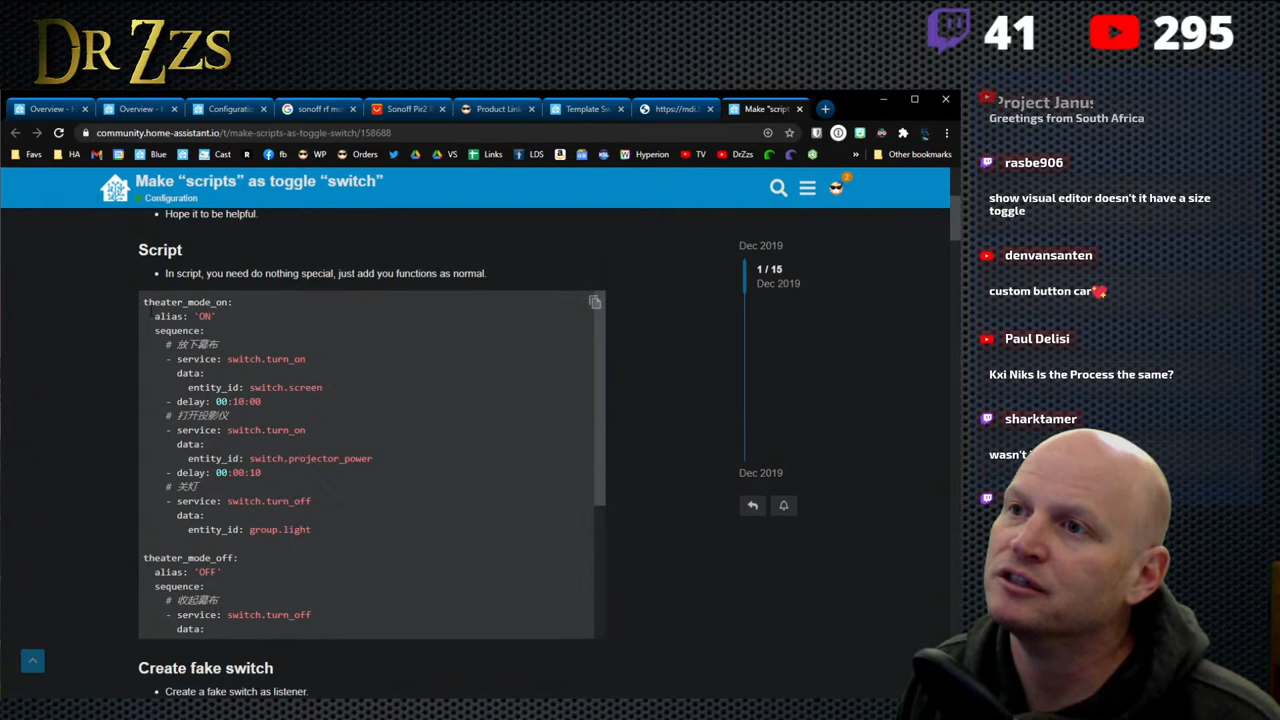 DR ZZS
41
295
Overview - H
Overview - H
Configuratio
sonoff rf mo
Sonoff Pir2 R
Product Link
Template Sw
https://mdi.
Make "script
community.home-assistant.io/t/make-scripts-as-toggle-switch/158688
Favs
HA
Blue
Cast
fb
WP
Orders
VS
Links
LDS
Hyperion
TV
DrZzs
»
Other bookmarks
Make “scripts” as toggle “switch”
Configuration
2
Hope it to be helpful.
Script
In script, you need do nothing special, just add you functions as normal.
theater_mode_on:
alias: 'ON'
sequence:
# 放下幕布
- service: switch.turn_on
data:
entity_id: switch.screen
- delay: 00:10:00
# 打开投影仪
- service: switch.turn_on
data:
entity_id: switch.projector_power
- delay: 00:00:10
# 关灯
- service: switch.turn_off
data:
entity_id: group.light
theater_mode_off:
alias: 'OFF'
sequence:
# 收起幕布
- service: switch.turn_off
data:
Create fake switch
Create a fake switch as listener.
Dec 2019
1 / 15
Dec 2019
Dec 2019
Project Janus
Greetings from South Africa
rasbe906
show visual editor doesn't it have a size
toggle
denvansanten
custom button car
Paul Delisi
Kxi Niks Is the Process the same?
sharktamer